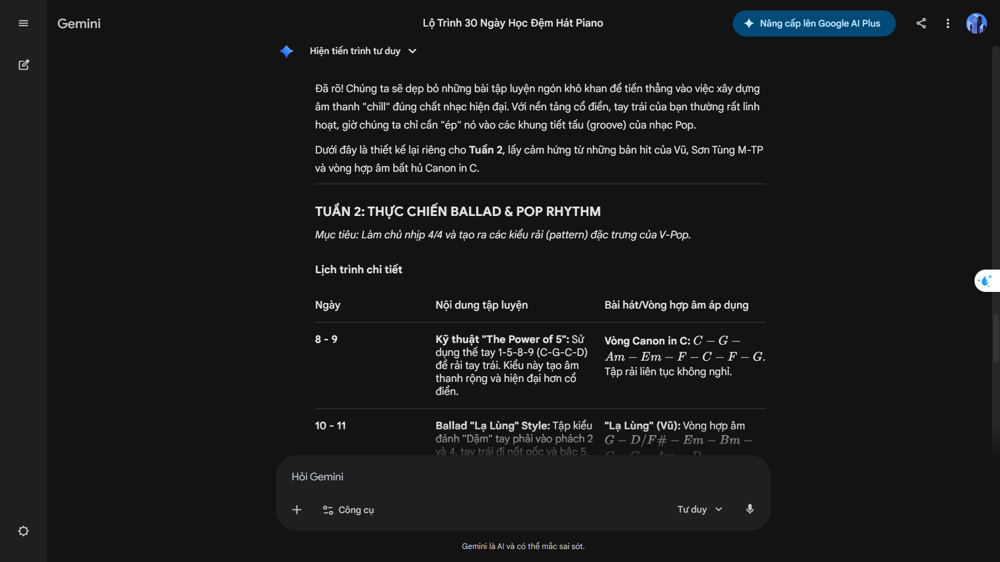 Gemini
Lộ Trình 30 Ngày Học Đệm Hát Piano
Nâng cấp lên Google AI Plus
Hiện tiến trình tư duy
Đã rõ! Chúng ta sẽ dẹp bỏ những bài tập luyện ngón khô khan để tiến thẳng vào việc xây dựng
âm thanh "chill" đúng chất nhạc hiện đại. Với nền tảng cổ điển, tay trái của bạn thường rất linh
hoạt, giờ chúng ta chỉ cần "ép" nó vào các khung tiết tấu (groove) của nhạc Pop.
Dưới đây là thiết kế lại riêng cho Tuần 2, lấy cảm hứng từ những bản hit của Vũ, Sơn Tùng M-TP
và vòng hợp âm bất hủ Canon in C.
TUẦN 2: THỰC CHIẾN BALLAD & POP RHYTHM
Mục tiêu: Làm chủ nhịp 4/4 và tạo ra các kiểu rải (pattern) đặc trưng của V-Pop.
Lịch trình chi tiết
Ngày
Nội dung tập luyện
Bài hát/Vòng hợp âm áp dụng
8 - 9
Kỹ thuật "The Power of 5": Sử
dụng thế tay 1-5-8-9 (C-G-C-D)
để rải tay trái. Kiểu này tạo âm
thanh rộng và hiện đại hơn cổ
điển.
Vòng Canon in C: C – G –
Am – Em – F – C – F – G.
Tập rải liên tục không nghỉ.
10 - 11
Ballad "Lạ Lùng" Style: Tập kiểu
đánh "Dặm" tay phải vào phách 2
và 4, tay trái đi nốt gốc và bậc 5.
"Lạ Lùng" (Vũ): Vòng hợp âm
G – D/F# – Em – Bm –
Hỏi Gemini
Công cụ
Tư duy
Gemini là AI và có thể mắc sai sót.